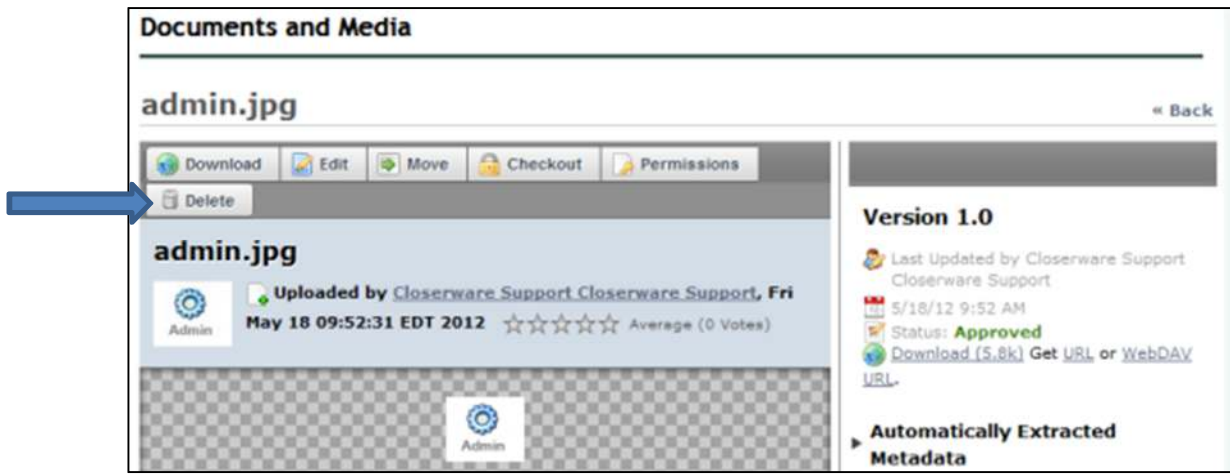 Documents and Media
admin.jpg
« Back
Download Edit Move Checkout Permissions
Delete
admin.jpg
Admin
Uploaded by Closerware Support Closerware Support, Fri
May 18 09:52:31 EDT 2012 Average (0 Votes)
Admin
Version 1.0
Last Updated by Closerware Support
Closerware Support
5/18/12 9:52 AM
Status: Approved
Download (5.8k) Get URL or WebDAV
URL.
Automatically Extracted
Metadata